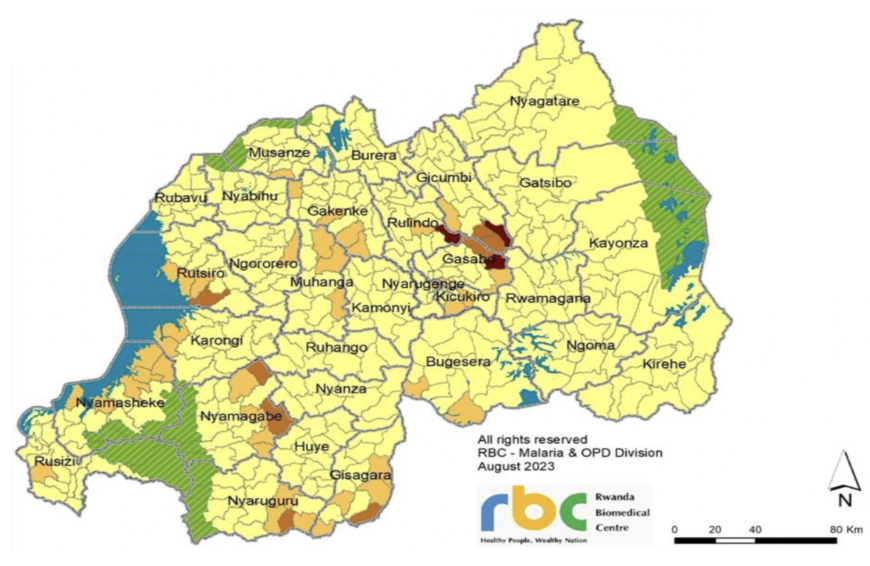 Nyagatare
Musanze
Burera
Gicumbi
Gatsibo
Rubavu
Nyabihu
Gakenke
Rulindo
Kayonza
Gasabo
Rutsiro
Ngororero
Muhanga
Nyarugenge
Kicukiro
Rwamagana
Kamonyi
Karongi
Ruhango
Bugesera
Ngoma
Kirehe
Nyamasheke
Nyamagabe
Nyanza
Huye
Rusizi
Gisagara
Nyaruguru
All rights reserved
RBC - Malaria & OPD Division
August 2023
rbc
Rwanda
Biomedical
Centre
Healthy People, Wealthy Nation
N
0 20 40 80 Km